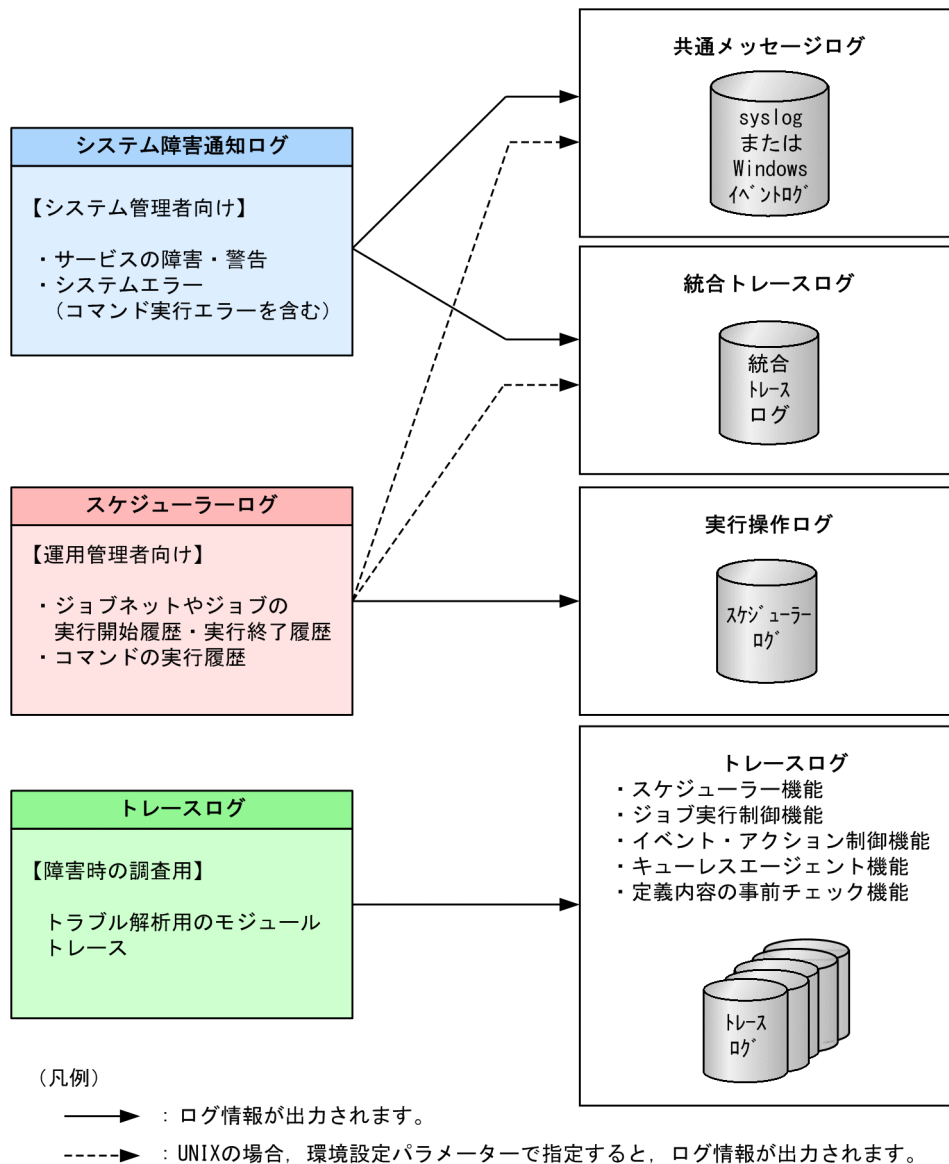 システム障害通知ログ
【システム管理者向け】
・サービスの障害・警告
・システムエラー
（コマンド実行エラーを含む）
スケジューラーログ
【運用管理者向け】
・ジョブネットやジョブの
実行開始履歴・実行終了履歴
・コマンドの実行履歴
トレースログ
【障害時の調査用】
トラブル解析用のモジュール
トレース
共通メッセージログ
syslog
または
Windows
ｲﾍﾞﾝﾄﾛｸﾞ
統合トレースログ
統合
ﾄﾚｰｽ
ログ
実行操作ログ
ｽｹｼﾞｭｰﾗｰ
ﾛｸﾞ
トレースログ
・スケジューラー機能
・ジョブ実行制御機能
・イベント・アクション制御機能
・キューレスエージェント機能
・定義内容の事前チェック機能
ﾄﾚｰｽ
ﾛｸﾞ
（凡例）
：ログ情報が出力されます。
：UNIXの場合，環境設定パラメーターで指定すると，ログ情報が出力されます。